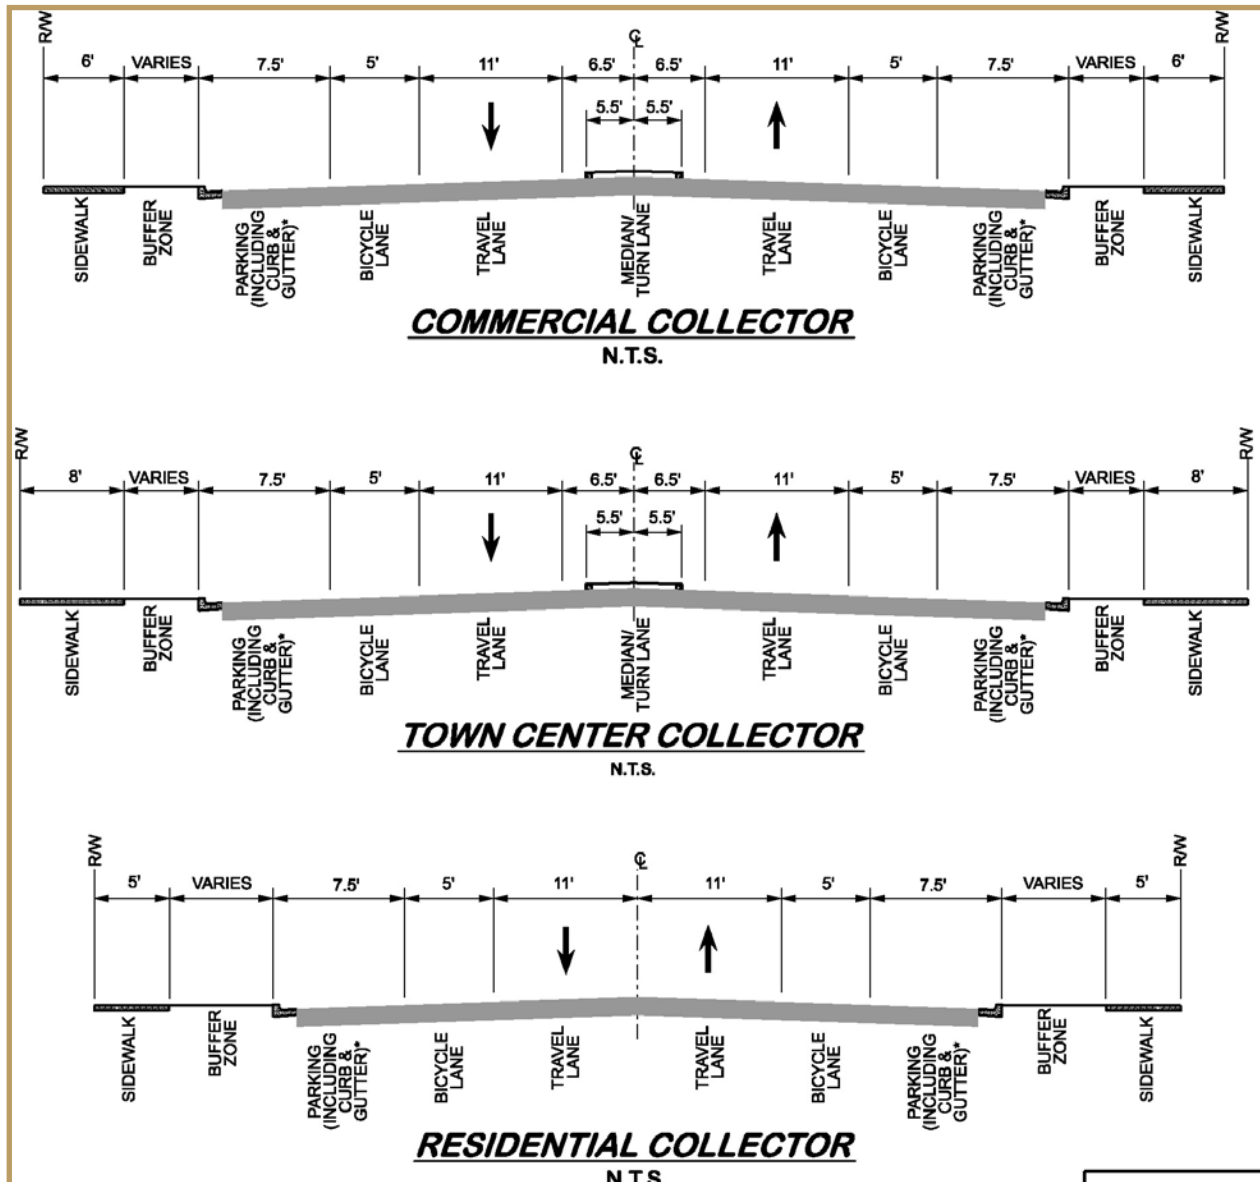 R/W ℄ R/W
6' VARIES 7.5' 5' 11' 6.5' 6.5' 11' 5' 7.5' VARIES 6'
5.5' 5.5'
SIDEWALK
BUFFER
ZONE
PARKING
(INCLUDING
CURB &
GUTTER)*
BICYCLE
LANE
TRAVEL
LANE
MEDIAN/
TURN LANE
TRAVEL
LANE
BICYCLE
LANE
PARKING
(INCLUDING
CURB &
GUTTER)*
BUFFER
ZONE
SIDEWALK
COMMERCIAL COLLECTOR
N.T.S.
R/W ℄ R/W
8' VARIES 7.5' 5' 11' 6.5' 6.5' 11' 5' 7.5' VARIES 8'
5.5' 5.5'
SIDEWALK
BUFFER
ZONE
PARKING
(INCLUDING
CURB &
GUTTER)*
BICYCLE
LANE
TRAVEL
LANE
MEDIAN/
TURN LANE
TRAVEL
LANE
BICYCLE
LANE
PARKING
(INCLUDING
CURB &
GUTTER)*
BUFFER
ZONE
SIDEWALK
TOWN CENTER COLLECTOR
N.T.S.
R/W ℄ R/W
5' VARIES 7.5' 5' 11' 11' 5' 7.5' VARIES 5'
SIDEWALK
BUFFER
ZONE
PARKING
(INCLUDING
CURB &
GUTTER)*
BICYCLE
LANE
TRAVEL
LANE
TRAVEL
LANE
BICYCLE
LANE
PARKING
(INCLUDING
CURB &
GUTTER)*
BUFFER
ZONE
SIDEWALK
RESIDENTIAL COLLECTOR
N.T.S.